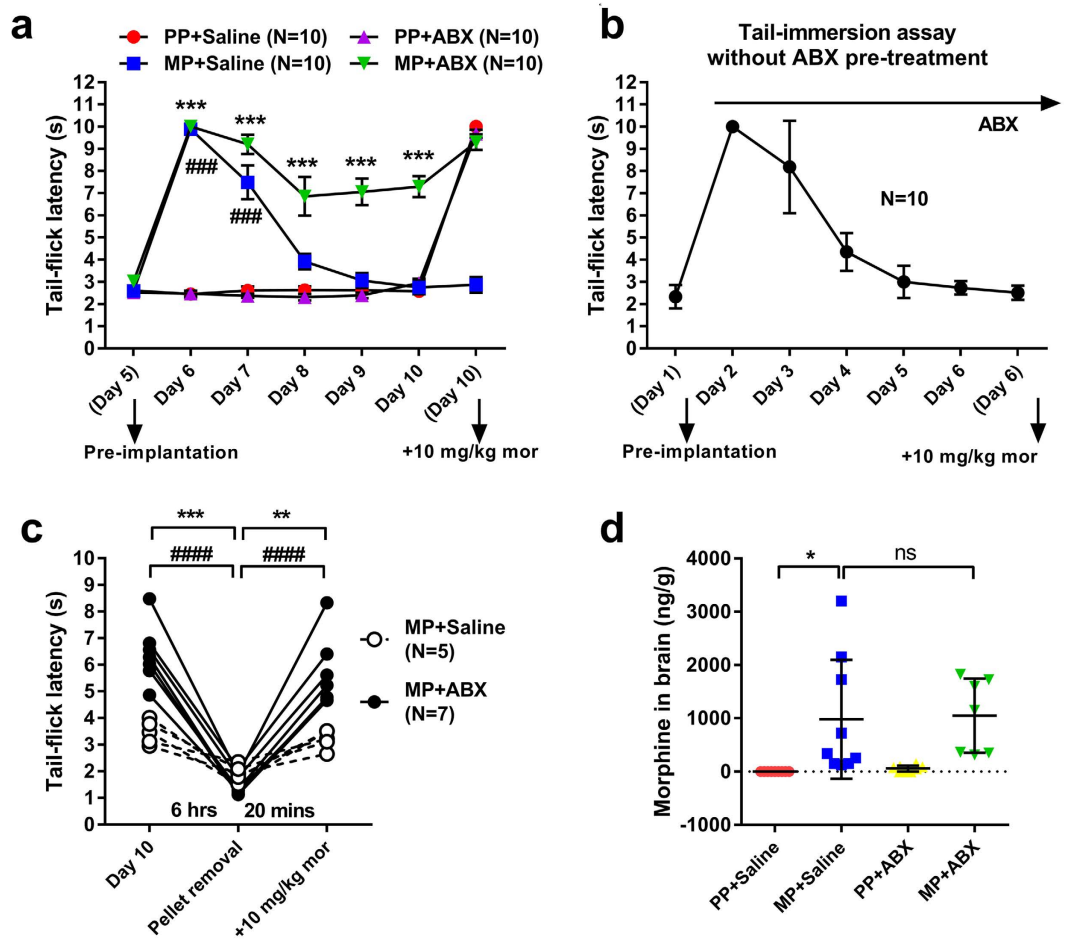 a
PP+Saline (N=10)
PP+ABX (N=10)
MP+Saline (N=10)
MP+ABX (N=10)
Tail-flick latency (s)
12
11
10
9
8
7
6
5
4
3
2
1
0
***
***
***
***
***
###
###
(Day 5)
Day 6
Day 7
Day 8
Day 9
Day 10
(Day 10)
Pre-implantation
+10 mg/kg mor
b
Tail-immersion assay
without ABX pre-treatment
Tail-flick latency (s)
12
11
10
9
8
7
6
5
4
3
2
1
0
ABX
N=10
(Day 1)
Day 2
Day 3
Day 4
Day 5
Day 6
(Day 6)
Pre-implantation
+10 mg/kg mor
c
***
**
####
####
Tail-flick latency (s)
10
9
8
7
6
5
4
3
2
1
0
MP+Saline
(N=5)
MP+ABX
(N=7)
6 hrs
20 mins
Day 10
Pellet removal
+10 mg/kg mor
d
*
ns
Morphine in brain (ng/g)
4000
3000
2000
1000
0
-1000
PP+Saline
MP+Saline
PP+ABX
MP+ABX